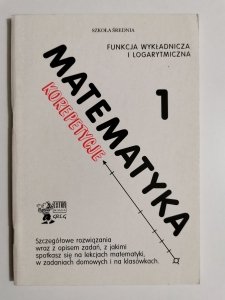 SZKOŁA ŚREDNIA
FUNKCJA WYKŁADNICZA
I LOGARYTMICZNA
MATEMATYKA
1
KOREPETYCJE
Szczegółowe rozwiązania
wraz z opisem zadań, z jakimi
spotkasz się na lekcjach matematyki,
w zadaniach domowych i na klasówkach.